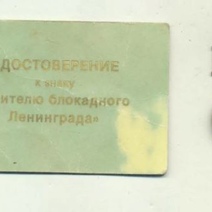 ДОСТОВЕРЕНИЕ
к знаку
ителю блокадного
Ленинграда»